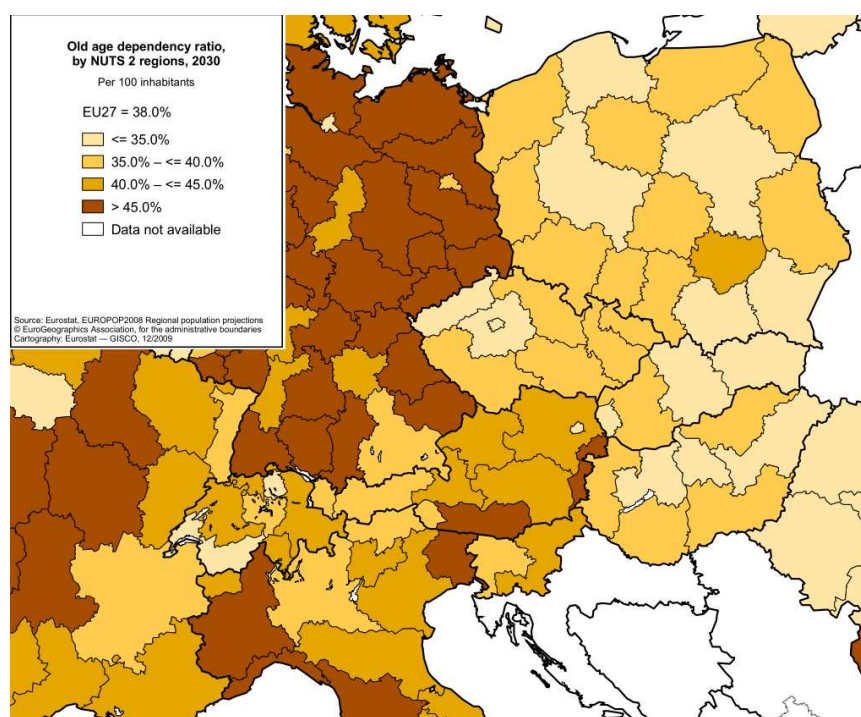 Old age dependency ratio,
by NUTS 2 regions, 2030
Per 100 inhabitants
EU27 = 38.0%
<= 35.0%
35.0% – <= 40.0%
40.0% – <= 45.0%
> 45.0%
Data not available
Source: Eurostat, EUROPOP2008 Regional population projections
© EuroGeographics Association, for the administrative boundaries
Cartography: Eurostat — GISCO, 12/2009